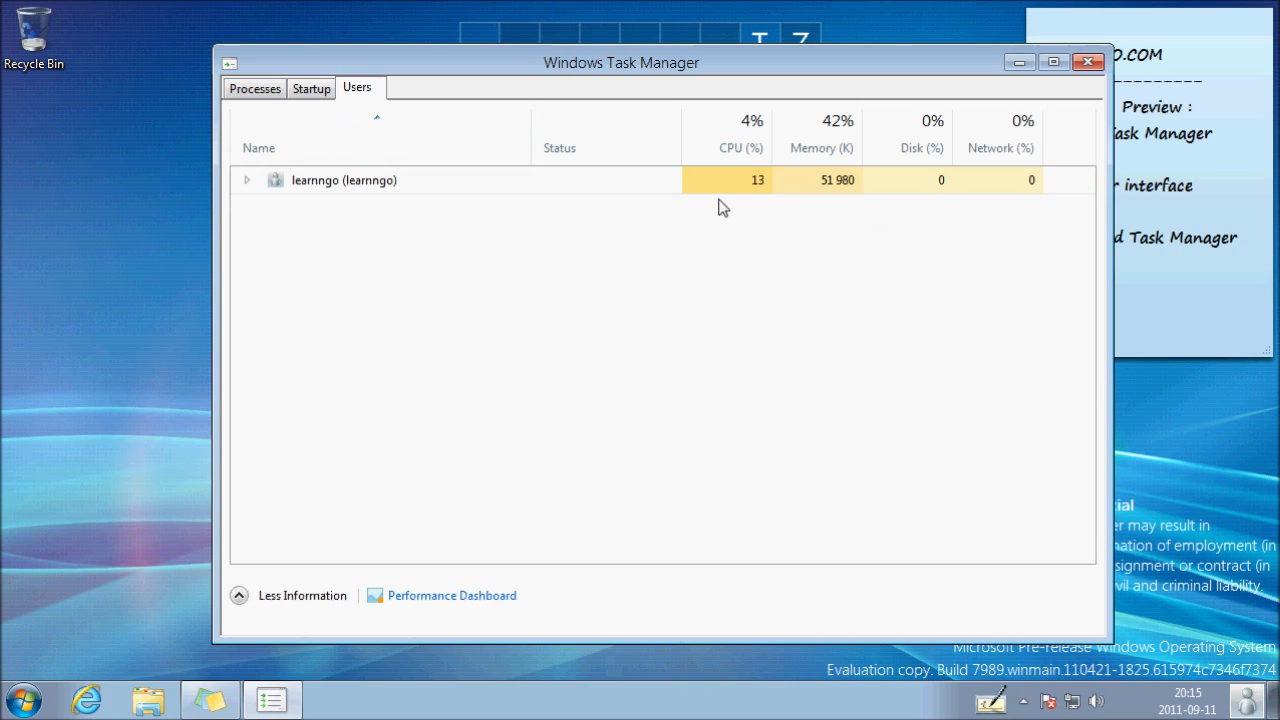 Recycle Bin
T Z
O.COM
---------
Preview :
Task Manager
r interface
d Task Manager
Windows Task Manager
Processes Startup Users
4% 42% 0% 0%
Name Status CPU (%) Memory (K) Disk (%) Network (%)
learnngo (learnngo) 13 51 980 0 0
Less Information Performance Dashboard
ial
er may result in
nation of employment (in
signment or contract (in
vil and criminal liability.
Microsoft Pre-release Windows Operating System
Evaluation copy. Build 7989.winmain.110421-1825.615974c7346f7374
20:15
2011-09-11